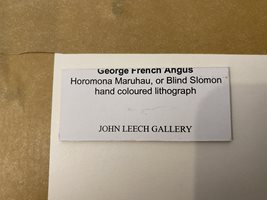 George French Angus
Horomona Maruhau, or Blind Slomon
hand coloured lithograph
JOHN LEECH GALLERY